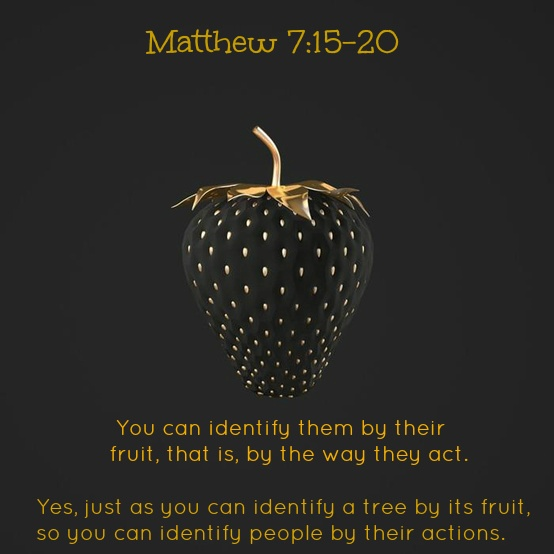 Matthew 7:15-20
You can identify them by their
fruit, that is, by the way they act.
Yes, just as you can identify a tree by its fruit,
so you can identify people by their actions.